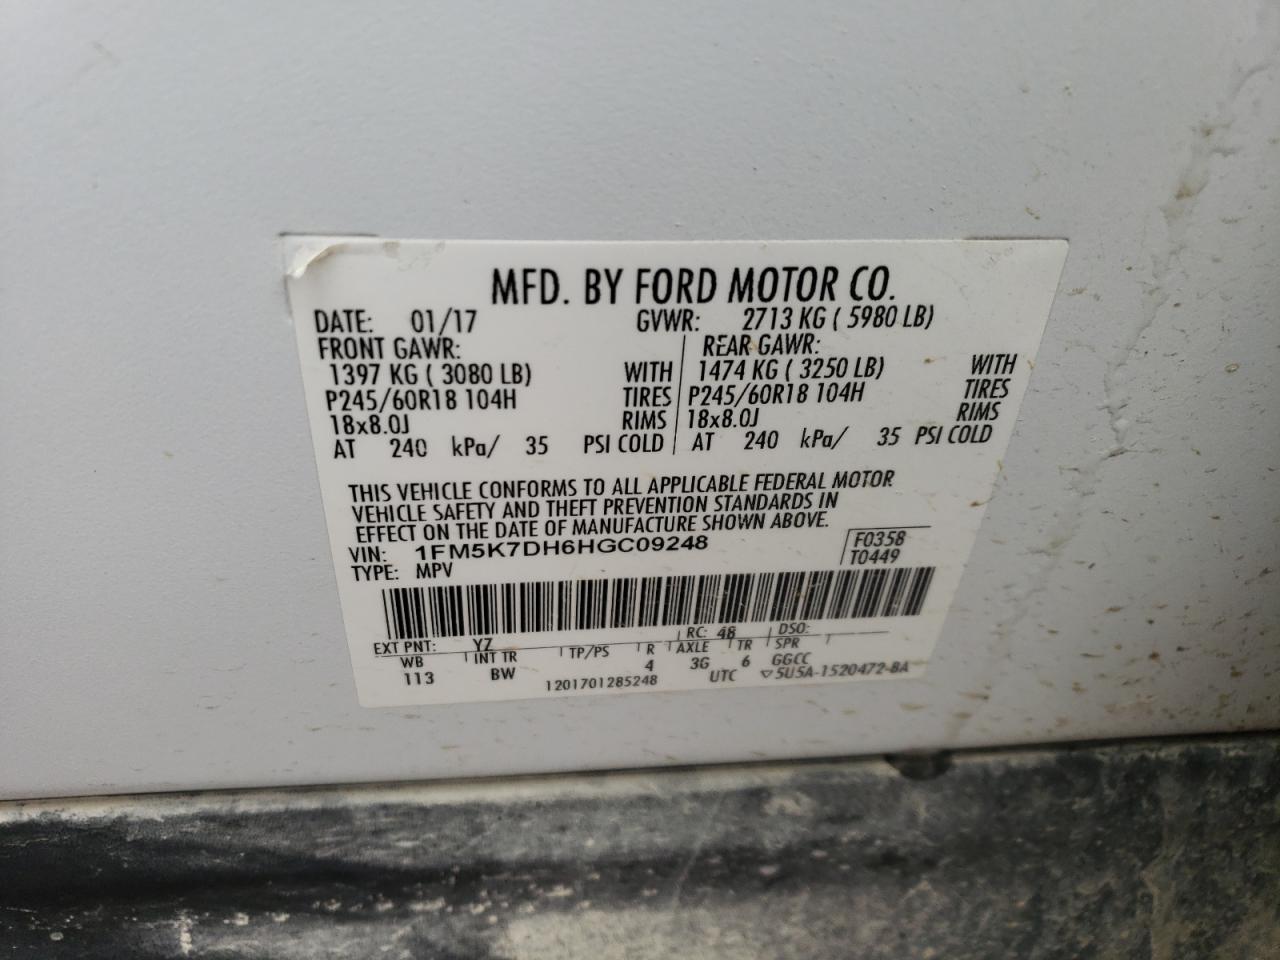 MFD. BY FORD MOTOR CO.
DATE: 01/17 GVWR: 2713 KG ( 5980 LB)
FRONT GAWR: REAR GAWR:
1397 KG ( 3080 LB) WITH 1474 KG ( 3250 LB) WITH
P245/60R18 104H TIRES P245/60R18 104H TIRES
18x8.0J RIMS 18x8.0J RIMS
AT 240 kPa/ 35 PSI COLD AT 240 kPa/ 35 PSI COLD
THIS VEHICLE CONFORMS TO ALL APPLICABLE FEDERAL MOTOR
VEHICLE SAFETY AND THEFT PREVENTION STANDARDS IN
EFFECT ON THE DATE OF MANUFACTURE SHOWN ABOVE.
VIN: 1FM5K7DH6HGC09248 F0358
TYPE: MPV T0449
EXT PNT: YZ RC: 48 DSO:
WB INT TR TP/PS R AXLE TR SPR
113 BW 4 3G 6 GGCC
1201701285248 UTC ▽5U5A-1520472-BA